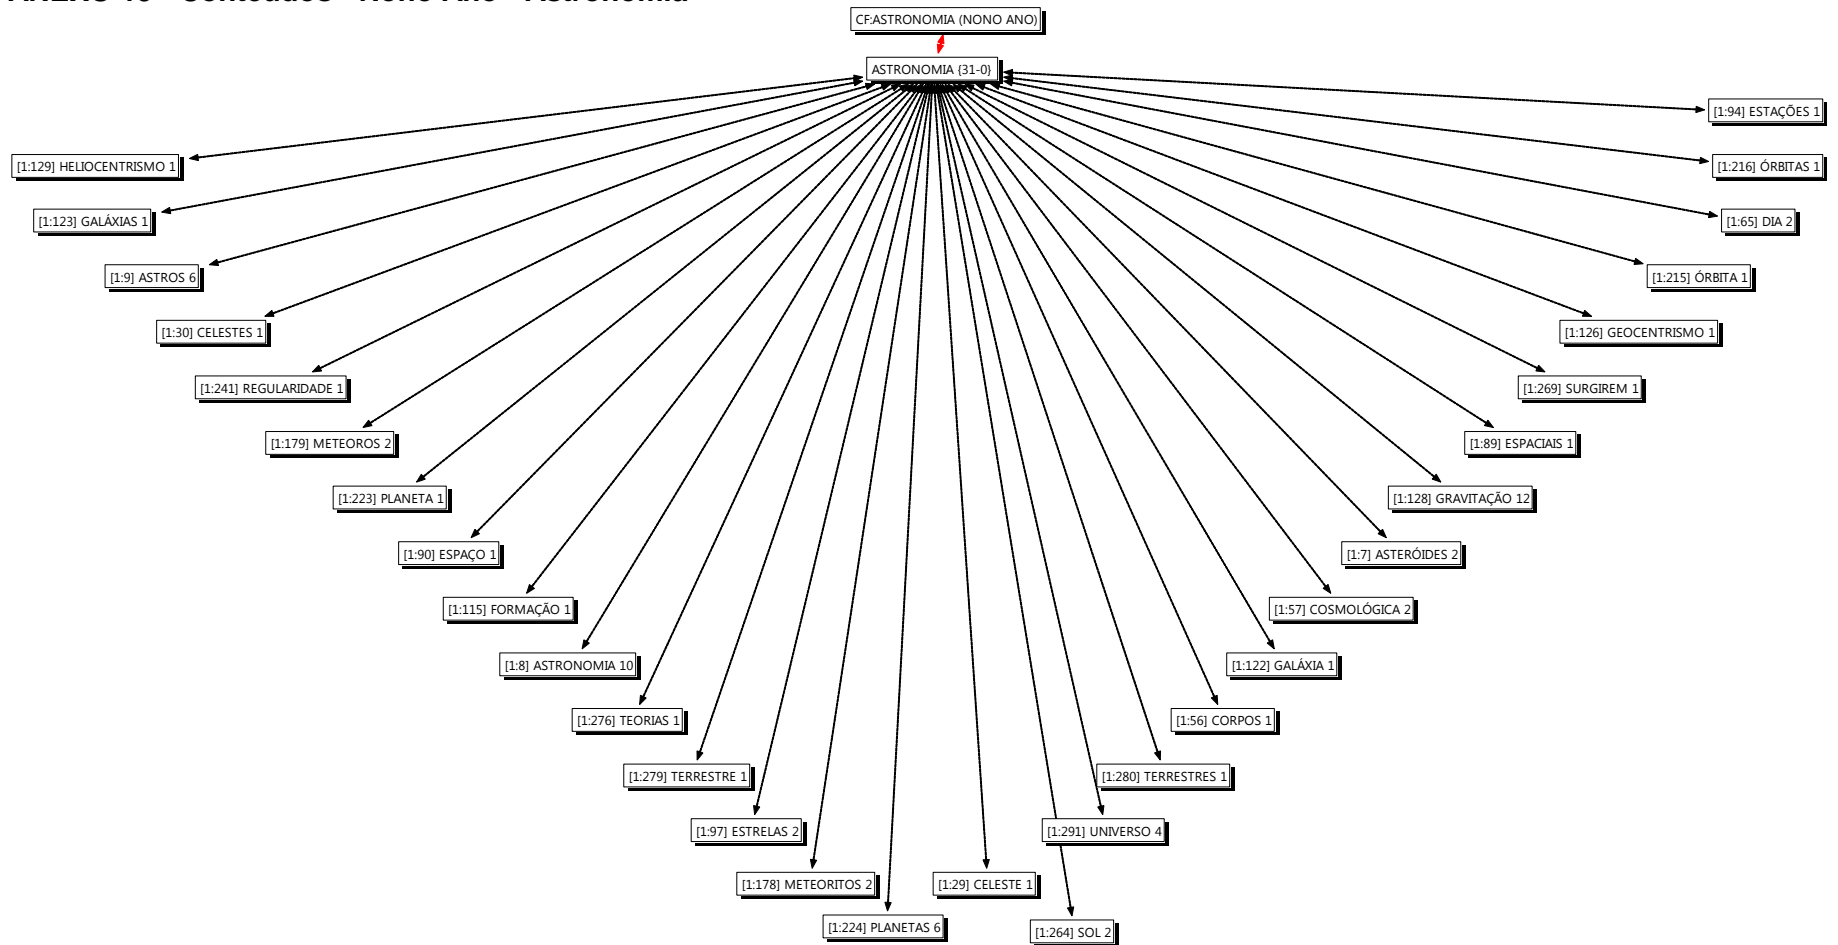 CF:ASTRONOMIA (NONO ANO)
ASTRONOMIA {31-0}
[1:94] ESTAÇÕES 1
[1:129] HELIOCENTRISMO 1
[1:216] ÓRBITAS 1
[1:123] GALÁXIAS 1
[1:65] DIA 2
[1:9] ASTROS 6
[1:215] ÓRBITA 1
[1:30] CELESTES 1
[1:126] GEOCENTRISMO 1
[1:241] REGULARIDADE 1
[1:269] SURGIREM 1
[1:179] METEOROS 2
[1:89] ESPACIAIS 1
[1:223] PLANETA 1
[1:128] GRAVITAÇÃO 12
[1:90] ESPAÇO 1
[1:7] ASTERÓIDES 2
[1:115] FORMAÇÃO 1
[1:57] COSMOLÓGICA 2
[1:8] ASTRONOMIA 10
[1:122] GALÁXIA 1
[1:276] TEORIAS 1
[1:56] CORPOS 1
[1:279] TERRESTRE 1
[1:280] TERRESTRES 1
[1:97] ESTRELAS 2
[1:291] UNIVERSO 4
[1:178] METEORITOS 2
[1:29] CELESTE 1
[1:224] PLANETAS 6
[1:264] SOL 2